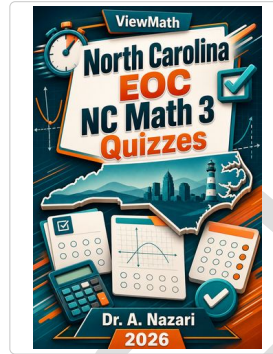 ViewMath
North Carolina
EOC
NC Math 3
Quizzes
Dr. A. Nazari
2026